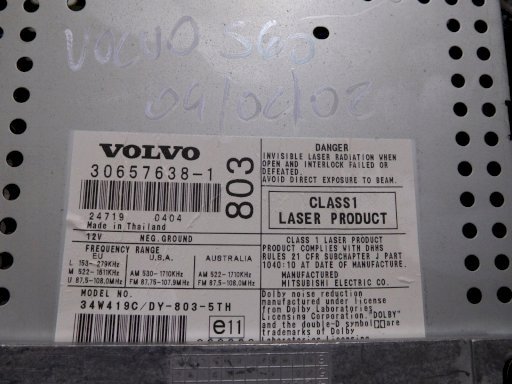 VOLVO S60
VOLVO
30657638-1
803
24719 0404
Made in Thailand
12V NEG.GROUND
FREQUENCY RANGE
EU U.S.A. AUSTRALIA
L 153-279KHz
M 522-1611KHz AM 530-1710KHz AM 522-1710KHz
U 87.5-108.0MHz FM 87.75-107.9MHz FM 87.5-108.0MHz
MODEL NO.
34W419C/DY-803-5TH
e11
DANGER
INVISIBLE LASER RADIATION WHEN
OPEN AND INTERLOCK FAILED OR
DEFEATED.
AVOID DIRECT EXPOSURE TO BEAM.
CLASS1
LASER PRODUCT
CLASS 1 LASER PRODUCT
PRODUCT COMPLIES WITH DHHS
RULES 21 CFR SUBCHAPTER J PART
1040:10 AT DATE OF MANUFACTURE.
MANUFACTURED
MITSUBISHI ELECTRIC CO.
Dolby noise reduction
manufactured under license
from Dolby Laboratories
Licensing Corporation."DOLBY"
and the double-D symbol are
trademarks of Dolby
Laboratories Licensing